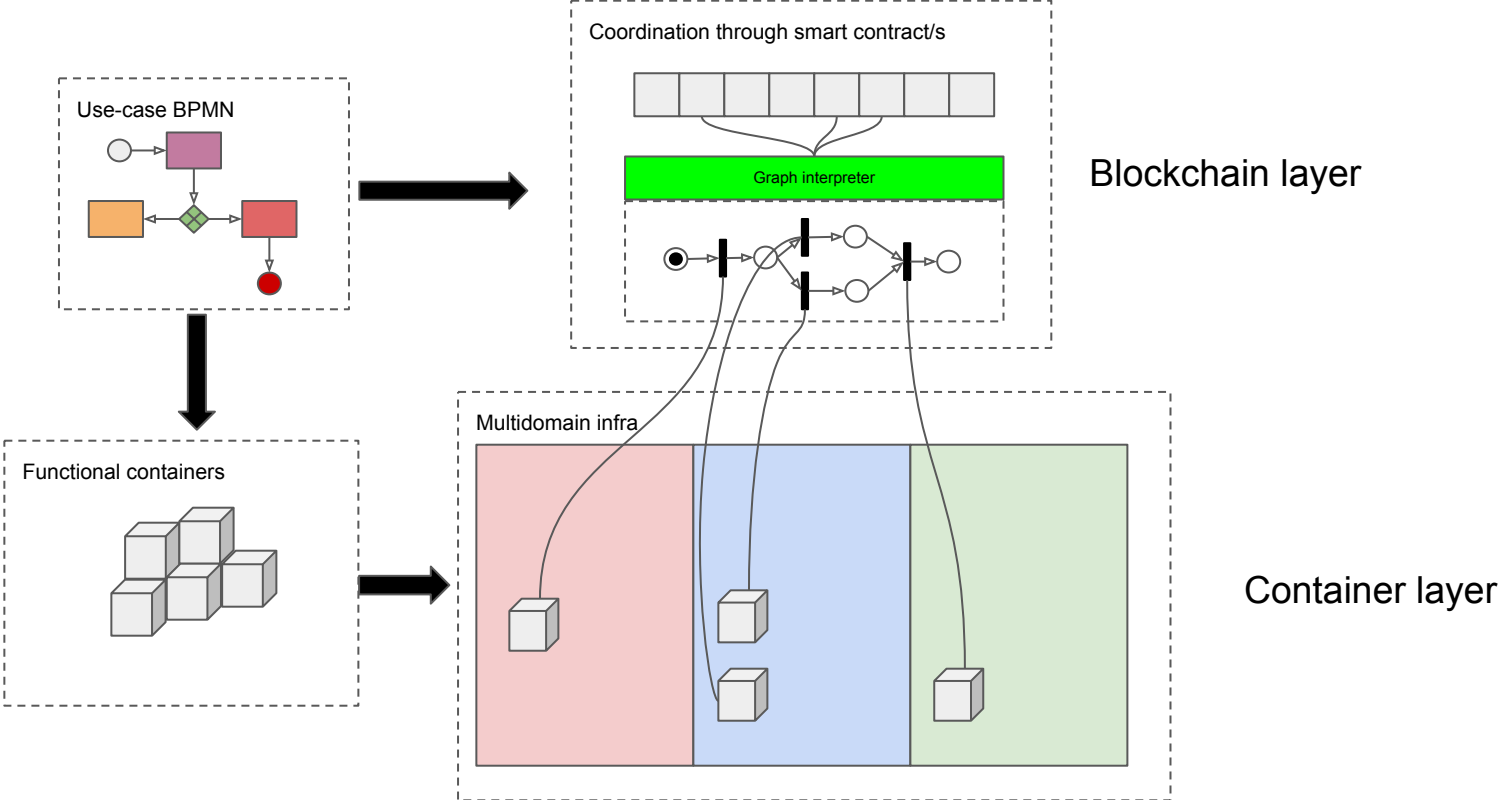 Coordination through smart contract/s
Use-case BPMN
Graph interpreter
Blockchain layer
Multidomain infra
Functional containers
Container layer